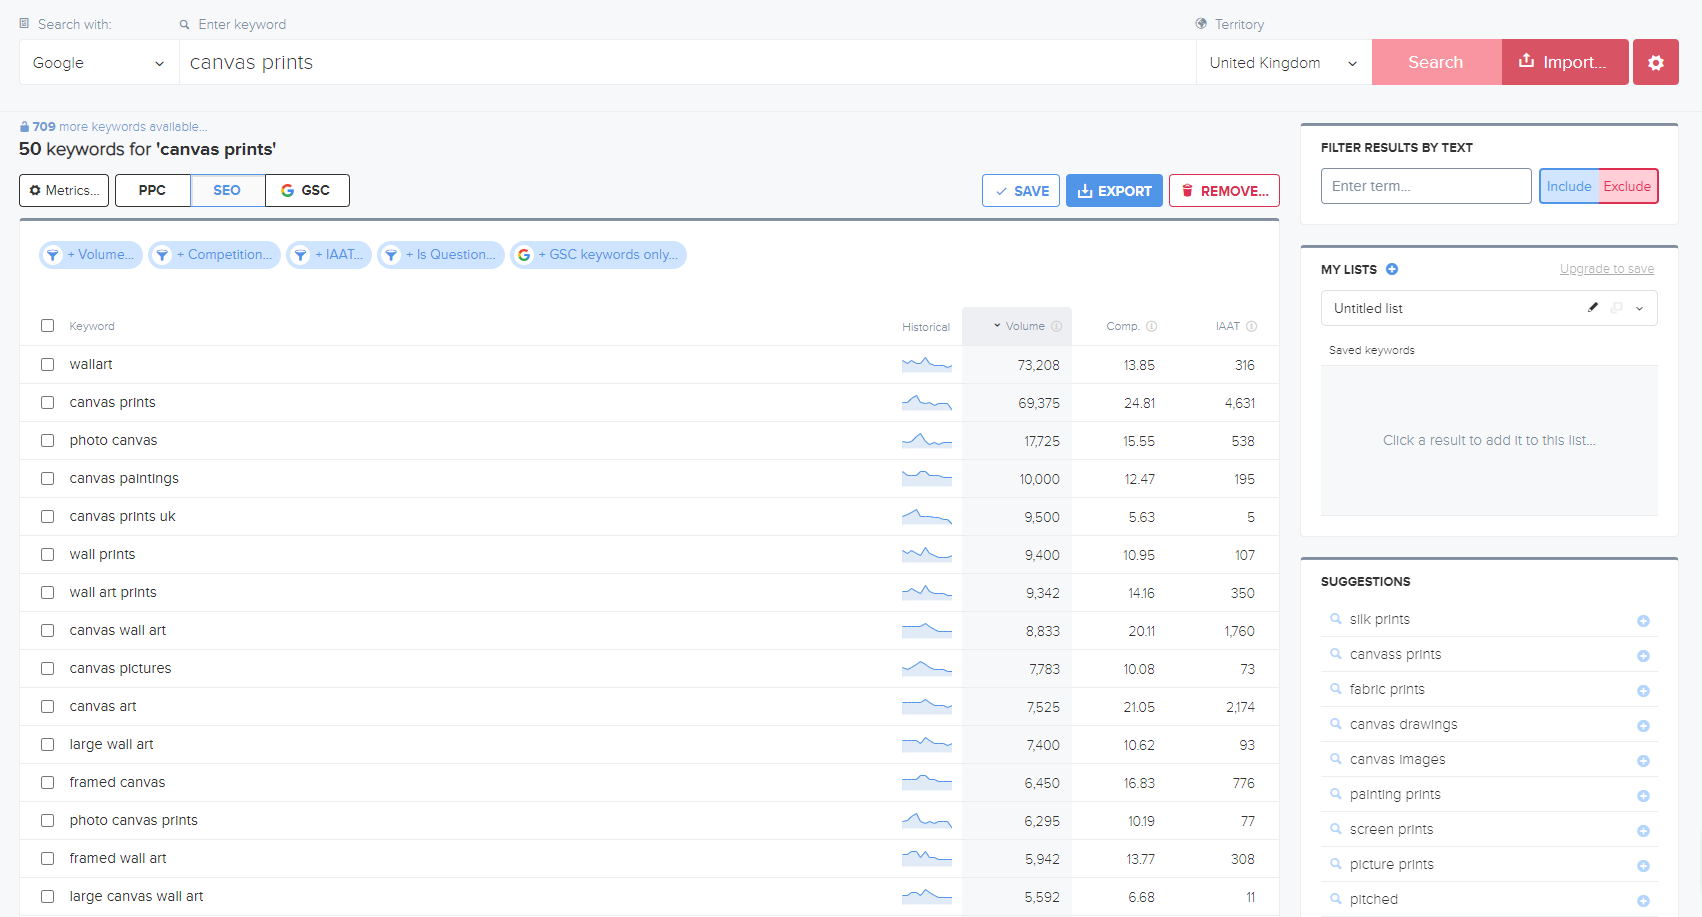 Search with:
Enter keyword
Territory
Google
canvas prints
United Kingdom
Search
Import...
709 more keywords available...
50 keywords for 'canvas prints'
Metrics...
PPC
SEO
GSC
SAVE
EXPORT
REMOVE...
+ Volume...
+ Competition...
+ IAAT...
+ Is Question...
+ GSC keywords only...
Keyword Historical Volume Comp. IAAT
wallart 73,208 13.85 316
canvas prints 69,375 24.81 4,631
photo canvas 17,725 15.55 538
canvas paintings 10,000 12.47 195
canvas prints uk 9,500 5.63 5
wall prints 9,400 10.95 107
wall art prints 9,342 14.16 350
canvas wall art 8,833 20.11 1,760
canvas pictures 7,783 10.08 73
canvas art 7,525 21.05 2,174
large wall art 7,400 10.62 93
framed canvas 6,450 16.83 776
photo canvas prints 6,295 10.19 77
framed wall art 5,942 13.77 308
large canvas wall art 5,592 6.68 11
FILTER RESULTS BY TEXT
Enter term...
Include
Exclude
MY LISTS
Upgrade to save
Untitled list
Saved keywords
Click a result to add it to this list...
SUGGESTIONS
silk prints
canvass prints
fabric prints
canvas drawings
canvas images
painting prints
screen prints
picture prints
pitched